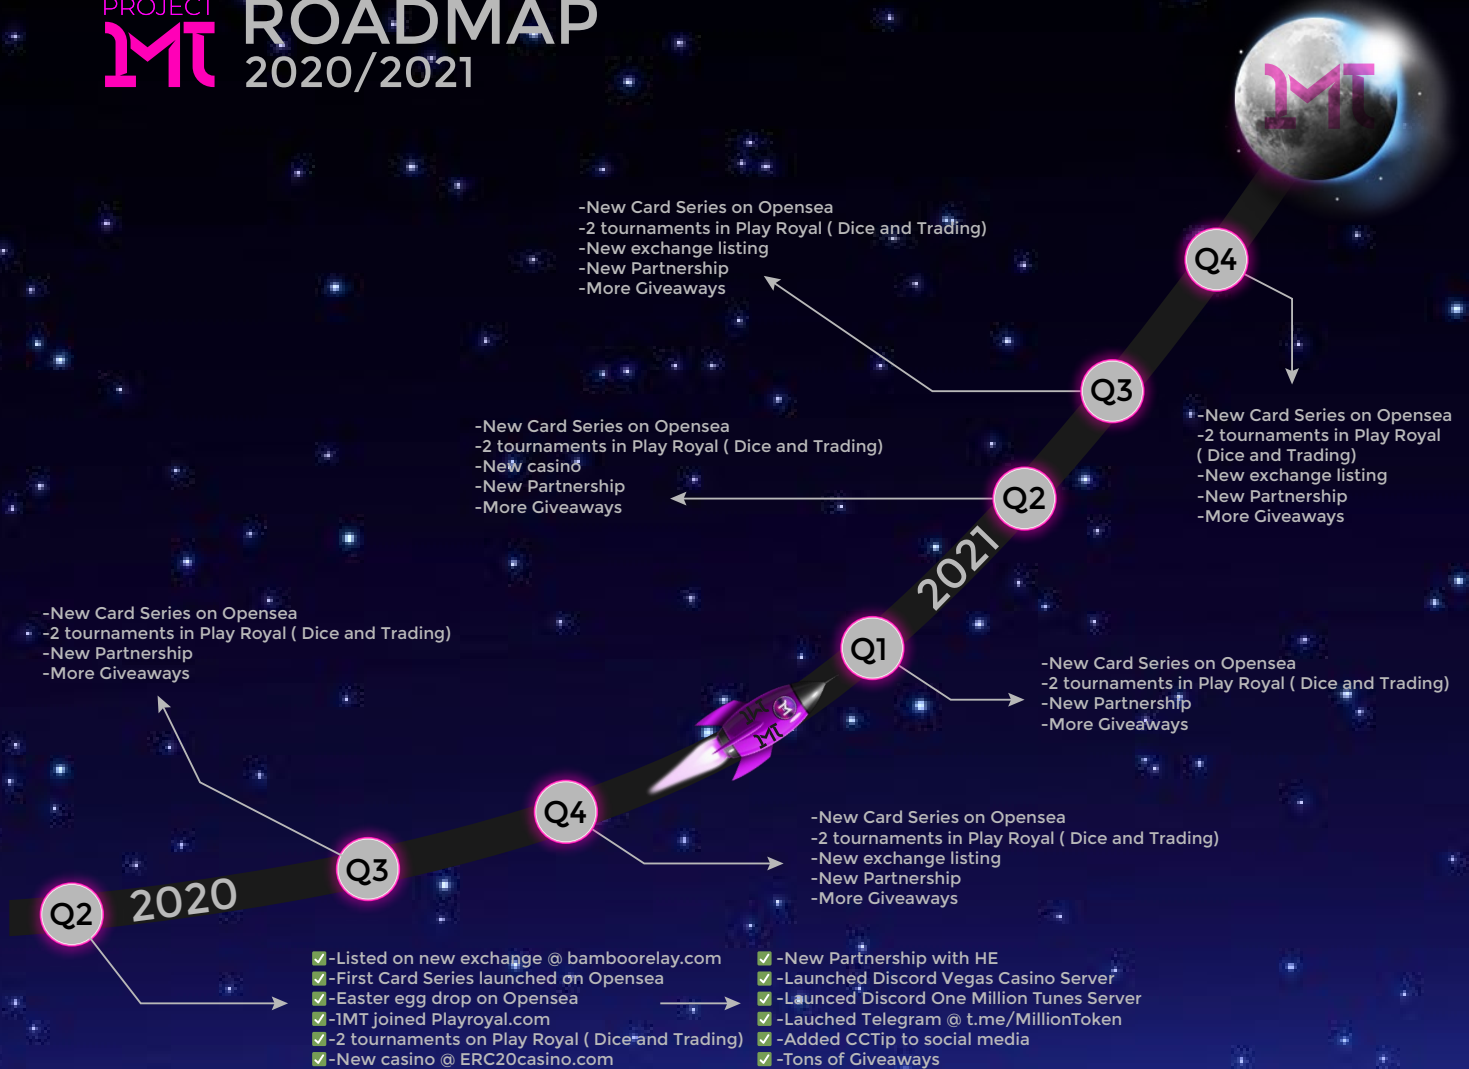 PROJECT
1MT
ROADMAP
2020/2021
1MT
-New Card Series on Opensea
-2 tournaments in Play Royal ( Dice and Trading)
-New exchange listing
-New Partnership
-More Giveaways
Q4
Q3
-New Card Series on Opensea
-2 tournaments in Play Royal
( Dice and Trading)
-New exchange listing
-New Partnership
-More Giveaways
-New Card Series on Opensea
-2 tournaments in Play Royal ( Dice and Trading)
-New casino
-New Partnership
-More Giveaways
Q2
2021
-New Card Series on Opensea
-2 tournaments in Play Royal ( Dice and Trading)
-New Partnership
-More Giveaways
Q1
-New Card Series on Opensea
-2 tournaments in Play Royal ( Dice and Trading)
-New Partnership
-More Giveaways
1MT
Q4
-New Card Series on Opensea
-2 tournaments in Play Royal ( Dice and Trading)
-New exchange listing
-New Partnership
-More Giveaways
Q3
2020
Q2
-Listed on new exchange @ bamboorelay.com
-First Card Series launched on Opensea
-Easter egg drop on Opensea
-1MT joined Playroyal.com
-2 tournaments on Play Royal ( Dice and Trading)
-New casino @ ERC20casino.com
-New Partnership with HE
-Launched Discord Vegas Casino Server
-Launced Discord One Million Tunes Server
-Lauched Telegram @ t.me/MillionToken
-Added CCTip to social media
-Tons of Giveaways